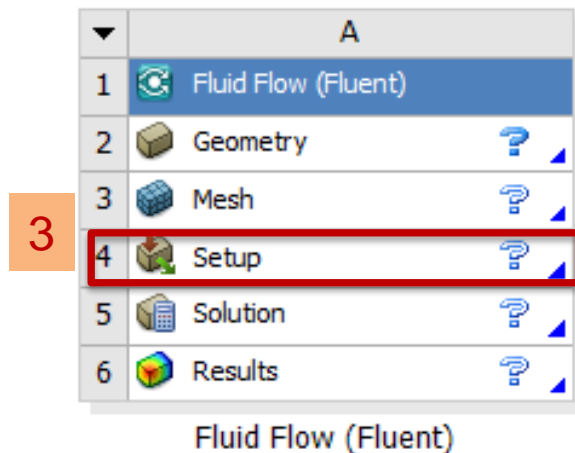 A
1 Fluid Flow (Fluent)
2 Geometry ?
3 Mesh ?
3
4 Setup ?
5 Solution ?
6 Results ?
Fluid Flow (Fluent)